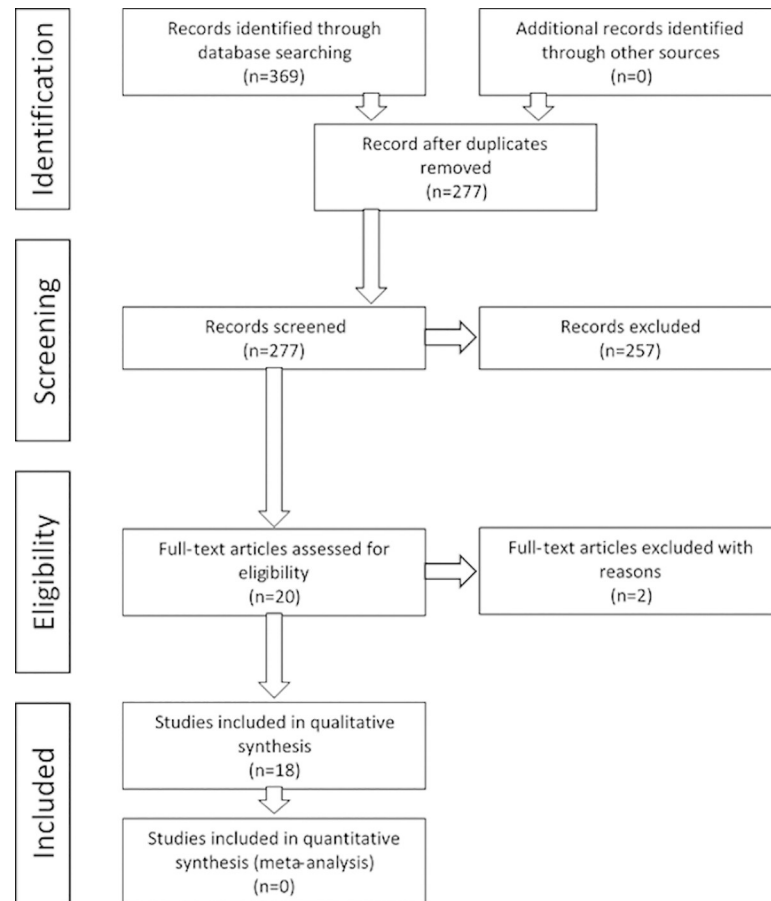 Identification
Records identified through
database searching
(n=369)
Additional records identified
through other sources
(n=0)
Record after duplicates
removed
(n=277)
Screening
Records screened
(n=277)
Records excluded
(n=257)
Eligibility
Full-text articles assessed for
eligibility
(n=20)
Full-text articles excluded with
reasons
(n=2)
Included
Studies included in qualitative
synthesis
(n=18)
Studies included in quantitative
synthesis (meta-analysis)
(n=0)